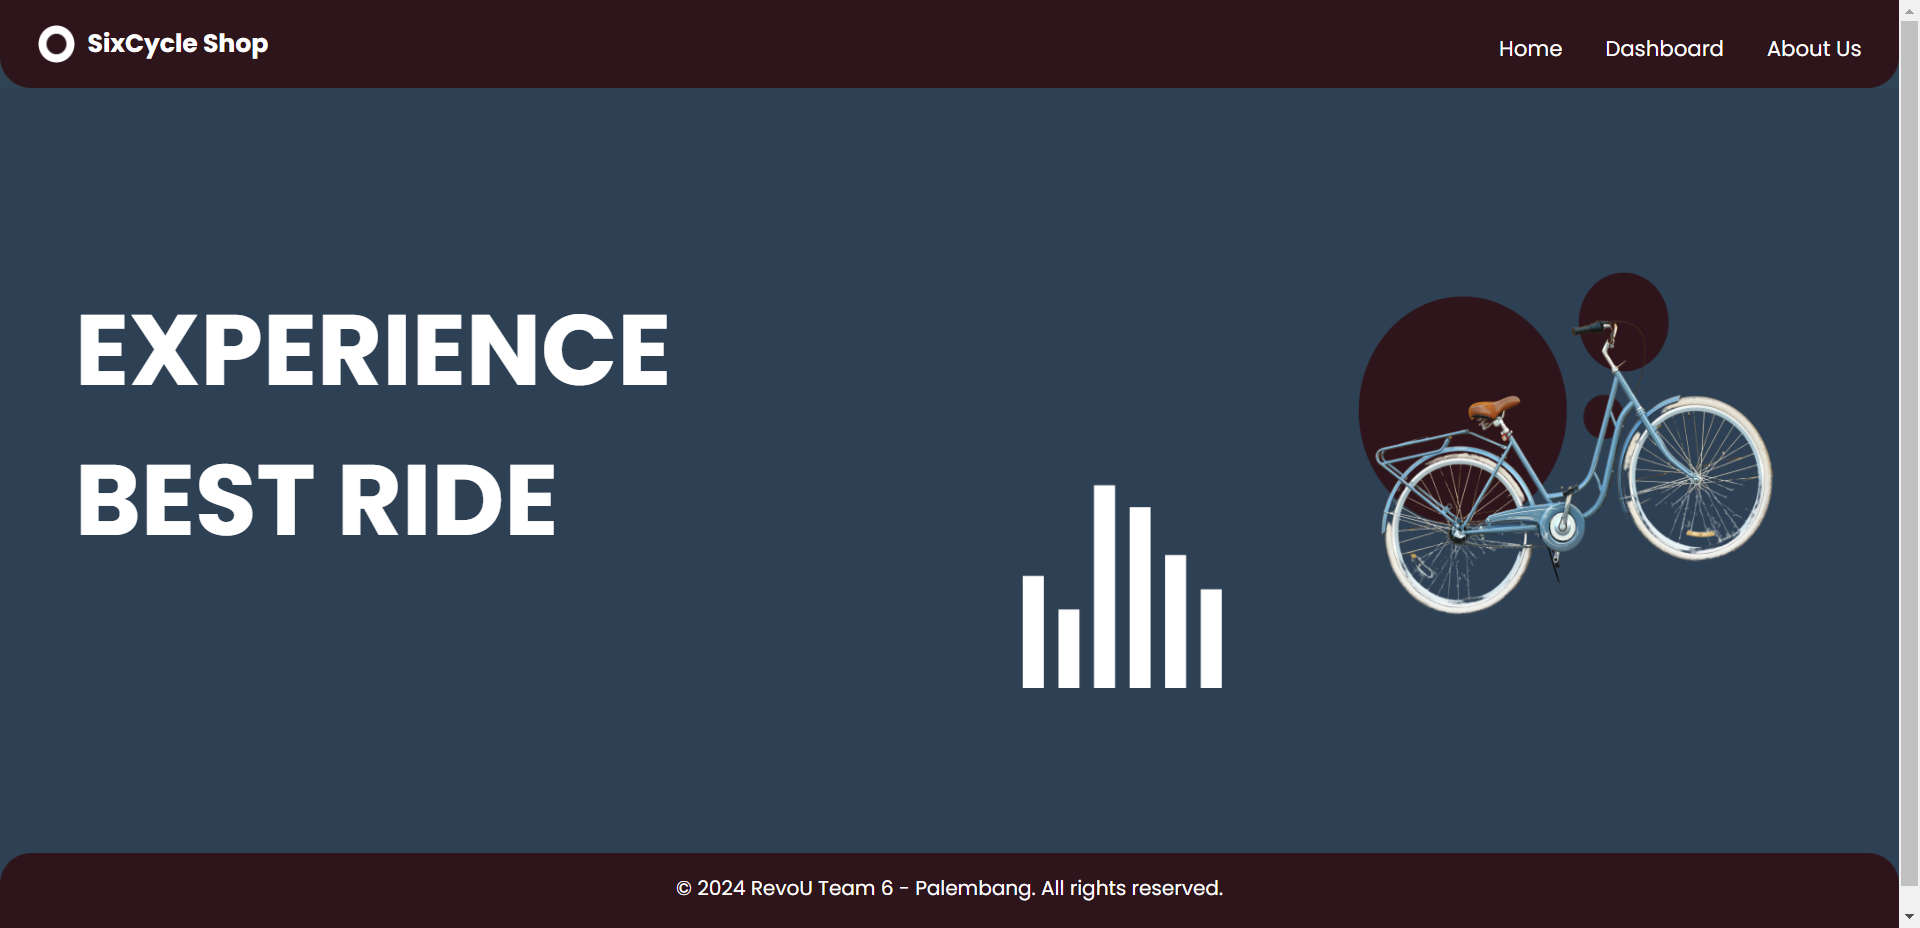 SixCycle Shop
Home
Dashboard
About Us
EXPERIENCE
BEST RIDE
© 2024 RevoU Team 6 - Palembang. All rights reserved.